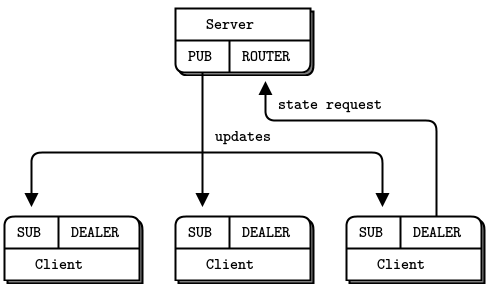 Server
PUB ROUTER
state request
updates
SUB DEALER SUB DEALER SUB DEALER
Client Client Client